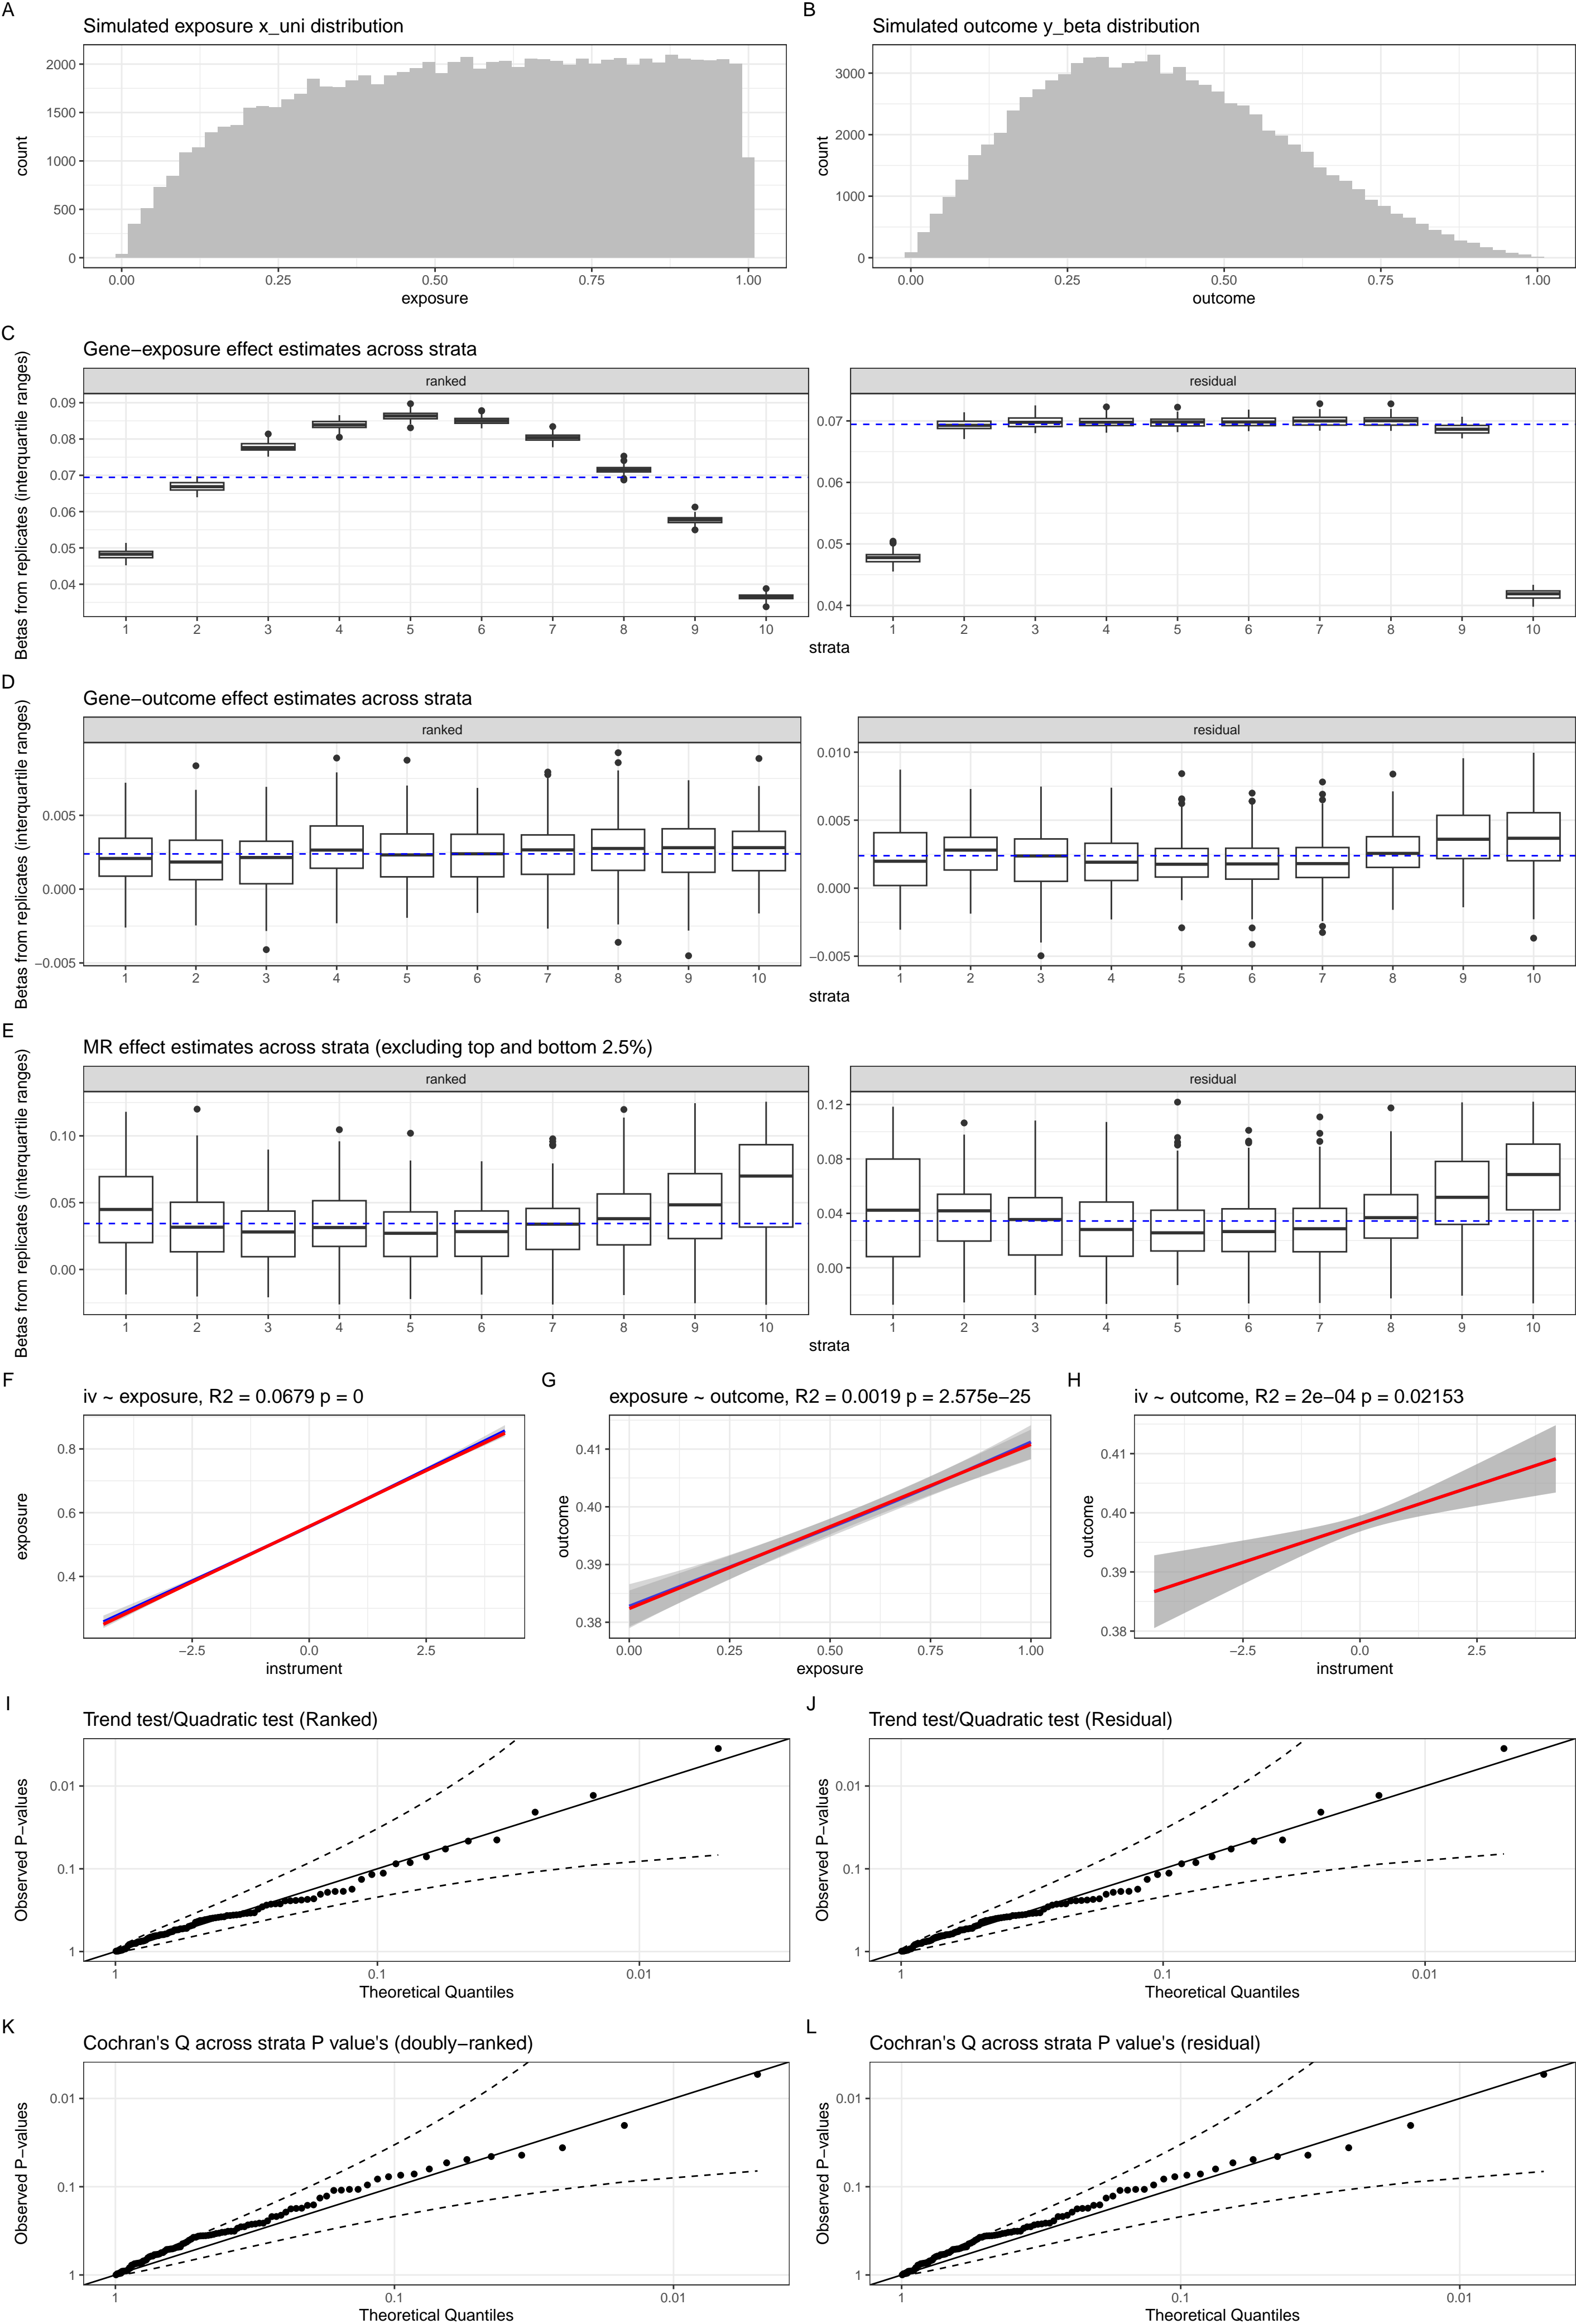 A
Simulated exposure x_uni distribution
2000
1500
1000
500
0
count
0.00 0.25 0.50 0.75 1.00
exposure
B
Simulated outcome y_beta distribution
3000
2000
1000
0
count
0.00 0.25 0.50 0.75 1.00
outcome
C
Gene−exposure effect estimates across strata
Betas from replicates (interquartile ranges)
ranked
0.09
0.08
0.07
0.06
0.05
0.04
1 2 3 4 5 6 7 8 9 10
residual
0.07
0.06
0.05
0.04
1 2 3 4 5 6 7 8 9 10
strata
D
Gene−outcome effect estimates across strata
Betas from replicates (interquartile ranges)
ranked
0.005
0.000
−0.005
1 2 3 4 5 6 7 8 9 10
residual
0.010
0.005
0.000
−0.005
1 2 3 4 5 6 7 8 9 10
strata
E
MR effect estimates across strata (excluding top and bottom 2.5%)
Betas from replicates (interquartile ranges)
ranked
0.10
0.05
0.00
1 2 3 4 5 6 7 8 9 10
residual
0.12
0.08
0.04
0.00
1 2 3 4 5 6 7 8 9 10
strata
F
iv ~ exposure, R2 = 0.0679 p = 0
exposure
0.8
0.6
0.4
−2.5 0.0 2.5
instrument
G
exposure ~ outcome, R2 = 0.0019 p = 2.575e−25
outcome
0.41
0.40
0.39
0.38
0.00 0.25 0.50 0.75 1.00
exposure
H
iv ~ outcome, R2 = 2e−04 p = 0.02153
outcome
0.41
0.40
0.39
0.38
−2.5 0.0 2.5
instrument
I
Trend test/Quadratic test (Ranked)
Observed P−values
0.01
0.1
1
1 0.1 0.01
Theoretical Quantiles
J
Trend test/Quadratic test (Residual)
Observed P−values
0.01
0.1
1
1 0.1 0.01
Theoretical Quantiles
K
Cochran's Q across strata P value's (doubly−ranked)
Observed P−values
0.01
0.1
1
1 0.1 0.01
Theoretical Quantiles
L
Cochran's Q across strata P value's (residual)
Observed P−values
0.01
0.1
1
1 0.1 0.01
Theoretical Quantiles